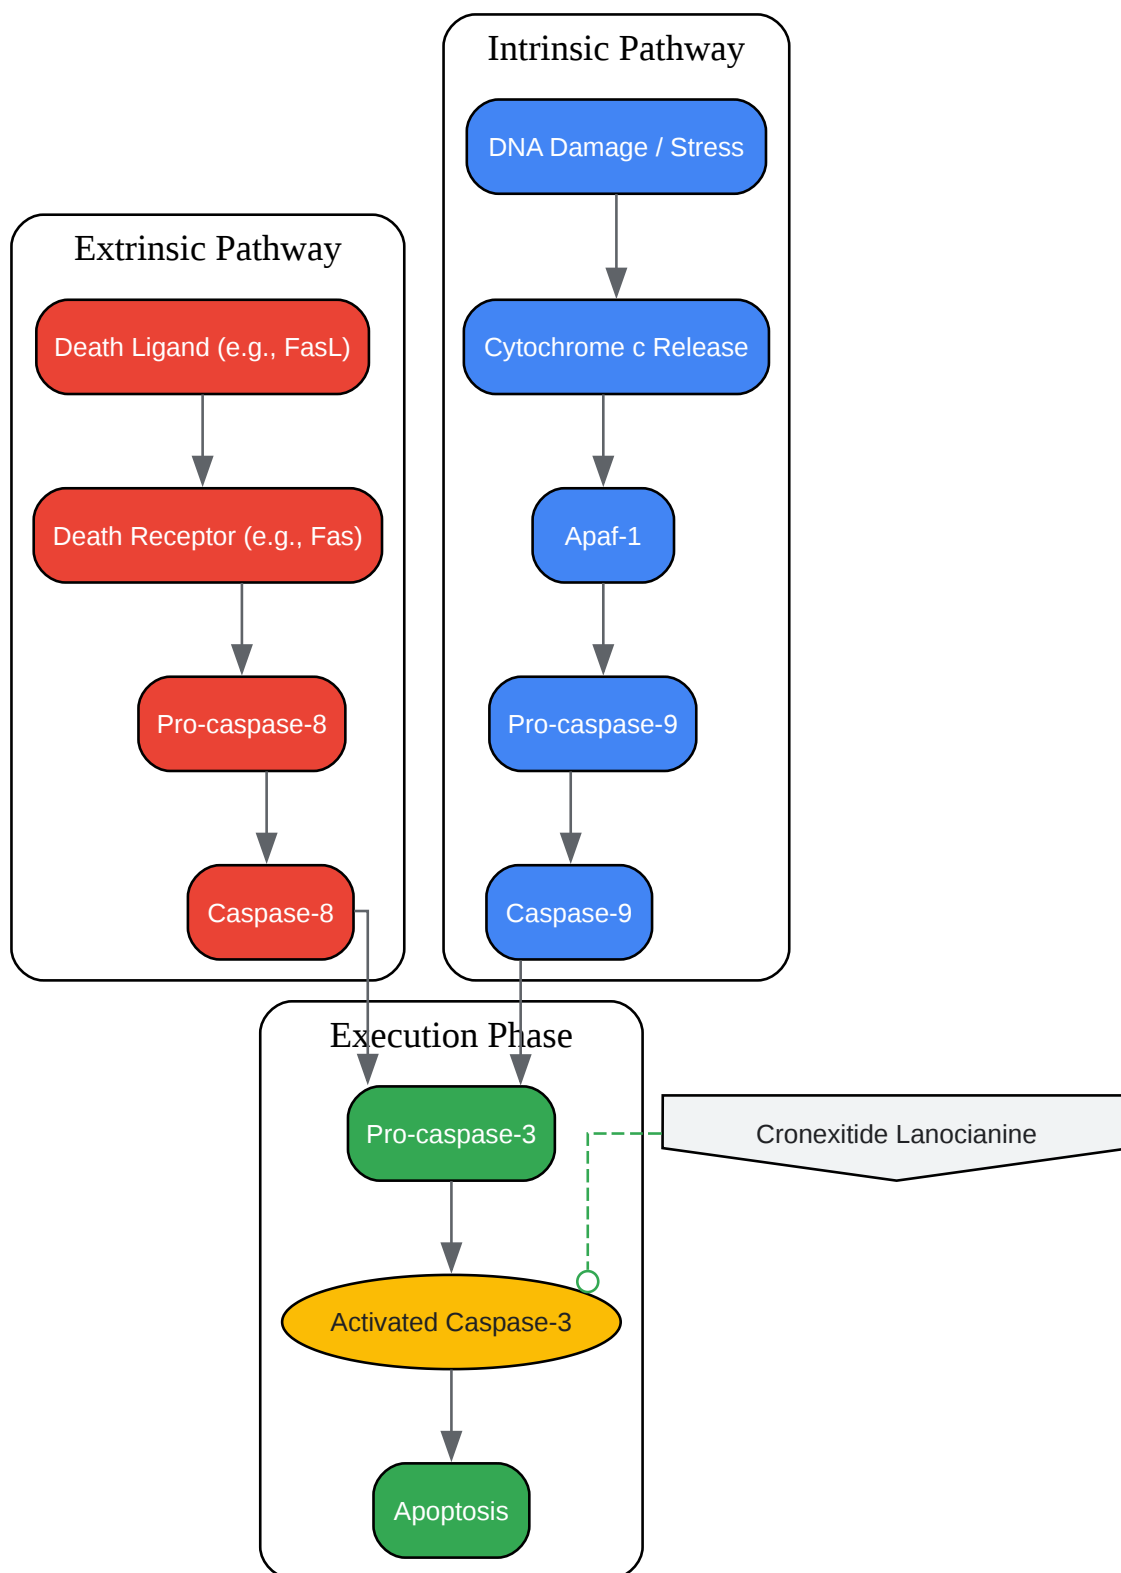 Intrinsic Pathway
DNA Damage / Stress
Extrinsic Pathway
Death Ligand (e.g., FasL)
Cytochrome c Release
Death Receptor (e.g., Fas)
Apaf-1
Pro-caspase-8
Pro-caspase-9
Caspase-8
Caspase-9
Execution Phase
Pro-caspase-3
Cronexitide Lanocianine
Activated Caspase-3
Apoptosis